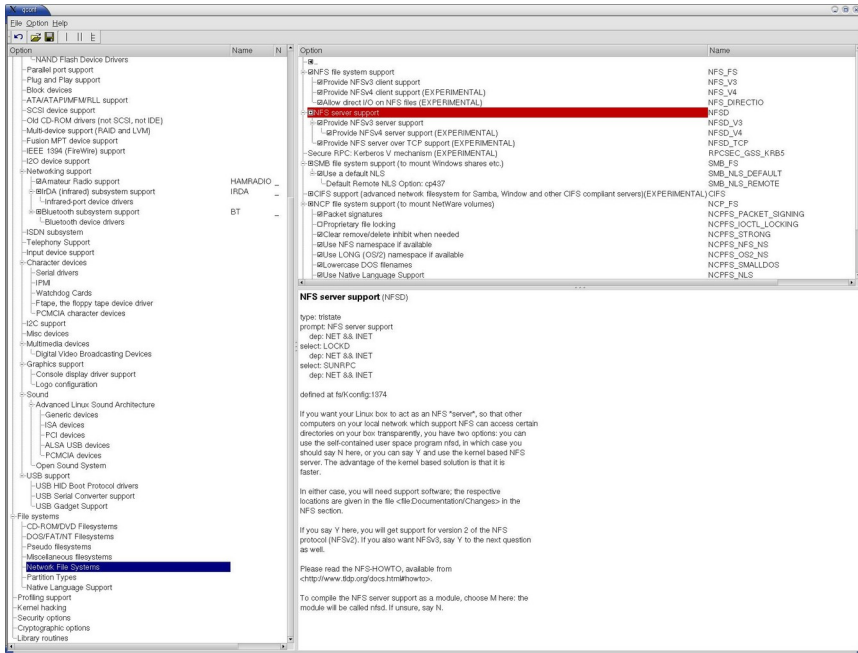 qconf
File Option Help
Option Name N
NAND Flash Device Drivers
Parallel port support
Plug and Play support
Block devices
ATA/ATAPI/MFM/RLL support
SCSI device support
Old CD-ROM drivers (not SCSI, not IDE)
Multi-device support (RAID and LVM)
Fusion MPT device support
IEEE 1394 (FireWire) support
I2O device support
Networking support
Amateur Radio support HAMRADIO _
IrDA (infrared) subsystem support IRDA _
Infrared-port device drivers
Bluetooth subsystem support BT _
Bluetooth device drivers
ISDN subsystem
Telephony Support
Input device support
Character devices
Serial drivers
IPMI
Watchdog Cards
Ftape, the floppy tape device driver
PCMCIA character devices
I2C support
Misc devices
Multimedia devices
Digital Video Broadcasting Devices
Graphics support
Console display driver support
Logo configuration
Sound
Advanced Linux Sound Architecture
Generic devices
ISA devices
PCI devices
ALSA USB devices
PCMCIA devices
Open Sound System
USB support
USB HID Boot Protocol drivers
USB Serial Converter support
USB Gadget Support
File systems
CD-ROM/DVD Filesystems
DOS/FAT/NT Filesystems
Pseudo filesystems
Miscellaneous filesystems
Network File Systems
Partition Types
Native Language Support
Profiling support
Kernel hacking
Security options
Cryptographic options
Library routines
Option Name
..
NFS file system support NFS_FS
Provide NFSv3 client support NFS_V3
Provide NFSv4 client support (EXPERIMENTAL) NFS_V4
Allow direct I/O on NFS files (EXPERIMENTAL) NFS_DIRECTIO
NFS server support NFSD
Provide NFSv3 server support NFSD_V3
Provide NFSv4 server support (EXPERIMENTAL) NFSD_V4
Provide NFS server over TCP support (EXPERIMENTAL) NFSD_TCP
Secure RPC: Kerberos V mechanism (EXPERIMENTAL) RPCSEC_GSS_KRB5
SMB file system support (to mount Windows shares etc.) SMB_FS
Use a default NLS SMB_NLS_DEFAULT
Default Remote NLS Option: cp437 SMB_NLS_REMOTE
CIFS support (advanced network filesystem for Samba, Window and other CIFS compliant servers)(EXPERIMENTAL) CIFS
NCP file system support (to mount NetWare volumes) NCP_FS
Packet signatures NCPFS_PACKET_SIGNING
Proprietary file locking NCPFS_IOCTL_LOCKING
Clear remove/delete inhibit when needed NCPFS_STRONG
Use NFS namespace if available NCPFS_NFS_NS
Use LONG (OS/2) namespace if available NCPFS_OS2_NS
Lowercase DOS filenames NCPFS_SMALLDOS
Use Native Language Support NCPFS_NLS
NFS server support (NFSD)
type: tristate
prompt: NFS server support
dep: NET && INET
select: LOCKD
dep: NET && INET
select: SUNRPC
dep: NET && INET
defined at fs/Kconfig:1374
If you want your Linux box to act as an NFS *server*, so that other
computers on your local network which support NFS can access certain
directories on your box transparently, you have two options: you can
use the self-contained user space program nfsd, in which case you
should say N here, or you can say Y and use the kernel based NFS
server. The advantage of the kernel based solution is that it is
faster.
In either case, you will need support software; the respective
locations are given in the file <file:Documentation/Changes> in the
NFS section.
If you say Y here, you will get support for version 2 of the NFS
protocol (NFSv2). If you also want NFSv3, say Y to the next question
as well.
Please read the NFS-HOWTO, available from
<http://www.tldp.org/docs.html#howto>.
To compile the NFS server support as a module, choose M here: the
module will be called nfsd. If unsure, say N.